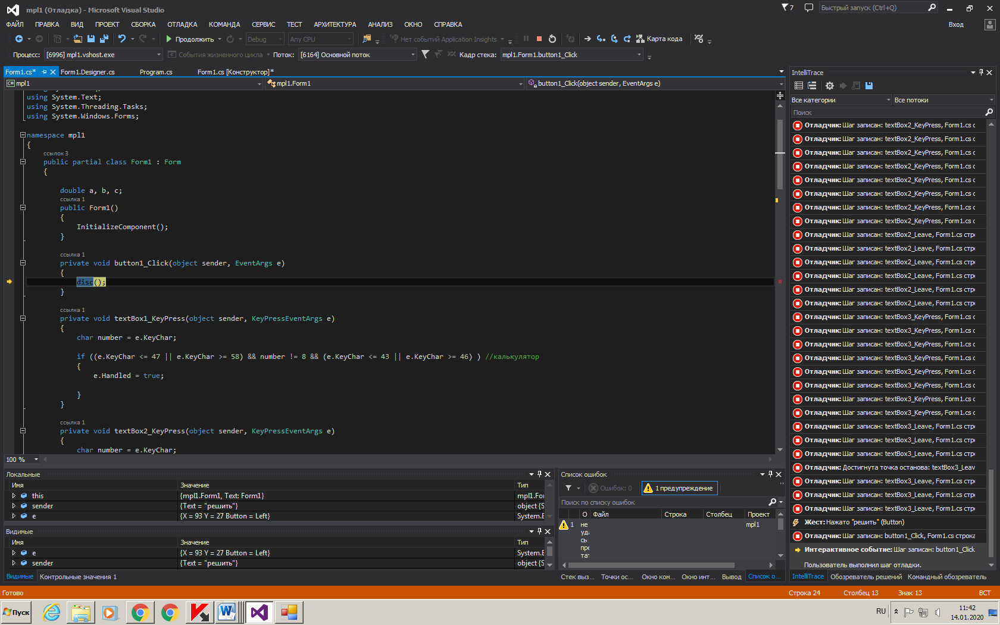 mpl1 (Отладка) - Microsoft Visual Studio
7
Быстрый запуск (Ctrl+Q)
ФАЙЛ ПРАВКА ВИД ПРОЕКТ СБОРКА ОТЛАДКА КОМАНДА СЕРВИС ТЕСТ АРХИТЕКТУРА АНАЛИЗ ОКНО СПРАВКА
Вход
Продолжить Debug Any CPU Нет событий Application Insights Карта кода
Процесс: [6996] mpl1.vshost.exe События жизненного цикла Поток: [6164] Основной поток Кадр стека: mpl1.Form1.button1_Click
Form1.cs* Form1.Designer.cs Program.cs Form1.cs [Конструктор]*
C# mpl1 mpl1.Form1 button1_Click(object sender, EventArgs e)
using System.Text;
using System.Threading.Tasks;
using System.Windows.Forms;
namespace mpl1
{
ссылок 3
public partial class Form1 : Form
{
double a, b, c;
ссылка 1
public Form1()
{
InitializeComponent();
}
ссылка 1
private void button1_Click(object sender, EventArgs e)
{
disc();
}
ссылка 1
private void textBox1_KeyPress(object sender, KeyPressEventArgs e)
{
char number = e.KeyChar;
if ((e.KeyChar <= 47 || e.KeyChar >= 58) && number != 8 && (e.KeyChar <= 43 || e.KeyChar >= 46) ) //калькулятор
{
e.Handled = true;
}
}
ссылка 1
private void textBox2_KeyPress(object sender, KeyPressEventArgs e)
{
char number = e.KeyChar;
100 %
Локальные
Имя Значение Тип
this {mpl1.Form1, Text: Form1} mpl1.For
sender {Text = "решить"} object {S
e {X = 93 Y = 27 Button = Left} System.E
Видимые
Имя Значение Тип
e {X = 93 Y = 27 Button = Left} System.E
sender {Text = "решить"} object {S
Видимые Контрольные значения 1
Список ошибок
Ошибок: 0 1 предупреждение
Поиск по списку ошибок
О Файл Строка Столбец Проект
1 не mpl1
уда
сь
про
тат
Стек выз... Точки ос... Окно ком... Окно инт... Вывод Список о...
IntelliTrace
Все категории Все потоки
Поиск
Отладчик: Шаг записан: textBox2_KeyPress, Form1.cs с
Отладчик: Шаг записан: textBox2_KeyPress, Form1.cs с
Отладчик: Шаг записан: textBox2_KeyPress, Form1.cs с
Отладчик: Шаг записан: textBox2_KeyPress, Form1.cs с
Отладчик: Шаг записан: textBox2_KeyPress, Form1.cs с
Отладчик: Шаг записан: textBox2_KeyPress, Form1.cs с
Отладчик: Шаг записан: textBox2_KeyPress, Form1.cs с
Отладчик: Шаг записан: textBox2_KeyPress, Form1.cs с
Отладчик: Шаг записан: textBox2_Leave, Form1.cs стро
Отладчик: Шаг записан: textBox2_Leave, Form1.cs стро
Отладчик: Шаг записан: textBox2_Leave, Form1.cs стро
Отладчик: Шаг записан: textBox2_Leave, Form1.cs стро
Отладчик: Шаг записан: textBox2_Leave, Form1.cs стро
Отладчик: Шаг записан: textBox2_Leave, Form1.cs стро
Отладчик: Шаг записан: textBox3_KeyPress, Form1.cs с
Отладчик: Шаг записан: textBox3_KeyPress, Form1.cs с
Отладчик: Шаг записан: textBox3_KeyPress, Form1.cs с
Отладчик: Шаг записан: textBox3_KeyPress, Form1.cs с
Отладчик: Шаг записан: textBox3_KeyPress, Form1.cs с
Отладчик: Шаг записан: textBox3_KeyPress, Form1.cs с
Отладчик: Шаг записан: textBox3_KeyPress, Form1.cs с
Отладчик: Шаг записан: textBox3_KeyPress, Form1.cs с
Отладчик: Шаг записан: textBox3_Leave, Form1.cs стро
Отладчик: Шаг записан: textBox3_Leave, Form1.cs стро
Отладчик: Шаг записан: textBox3_Leave, Form1.cs стро
Отладчик: Достигнута точка останова: textBox3_Leav
Отладчик: Шаг записан: textBox3_Leave, Form1.cs стро
Отладчик: Шаг записан: textBox3_Leave, Form1.cs стро
Отладчик: Шаг записан: textBox3_Leave, Form1.cs стро
Жест: Нажато "решить" (Button)
Отладчик: Шаг записан: button1_Click, Form1.cs строка
Интерактивное событие: Шаг записан: button1_Click
Пользователь выполнил шаг отладки.
IntelliTrace Обозреватель решений Командный обозреватель
Готово Строка 24 Столбец 13 Знак 13 ВСТ
Пуск
RU
11:42
14.01.2020